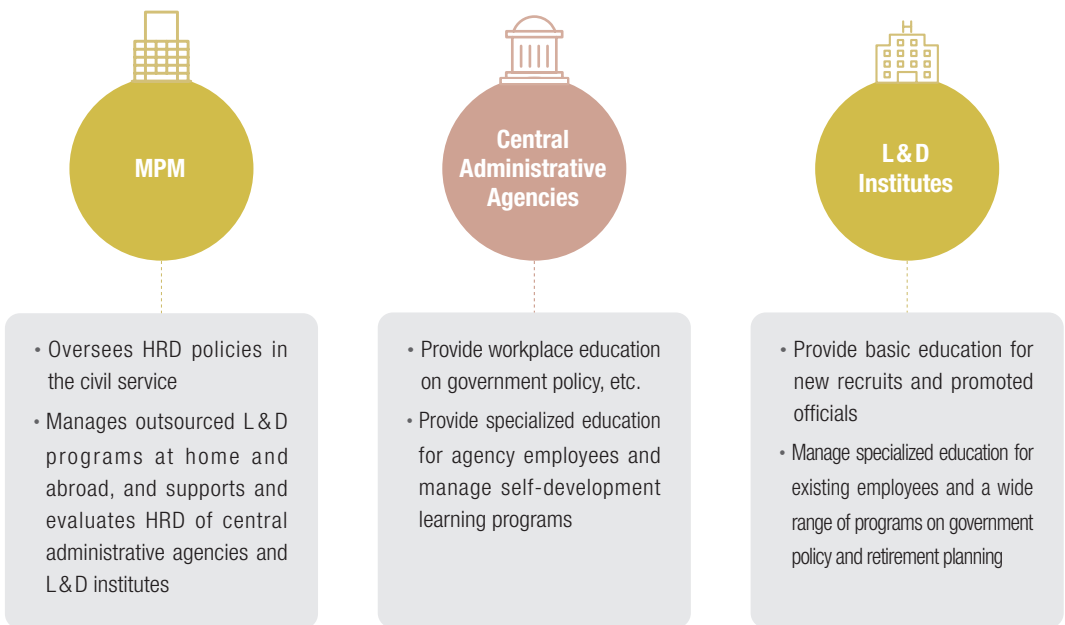 MPM
• Oversees HRD policies in
the civil service
• Manages outsourced L&D
programs at home and
abroad, and supports and
evaluates HRD of central
administrative agencies and
L&D institutes
Central
Administrative
Agencies
• Provide workplace education
on government policy, etc.
• Provide specialized education
for agency employees and
manage self-development
learning programs
L&D
Institutes
• Provide basic education for
new recruits and promoted
officials
• Manage specialized education for
existing employees and a wide
range of programs on government
policy and retirement planning